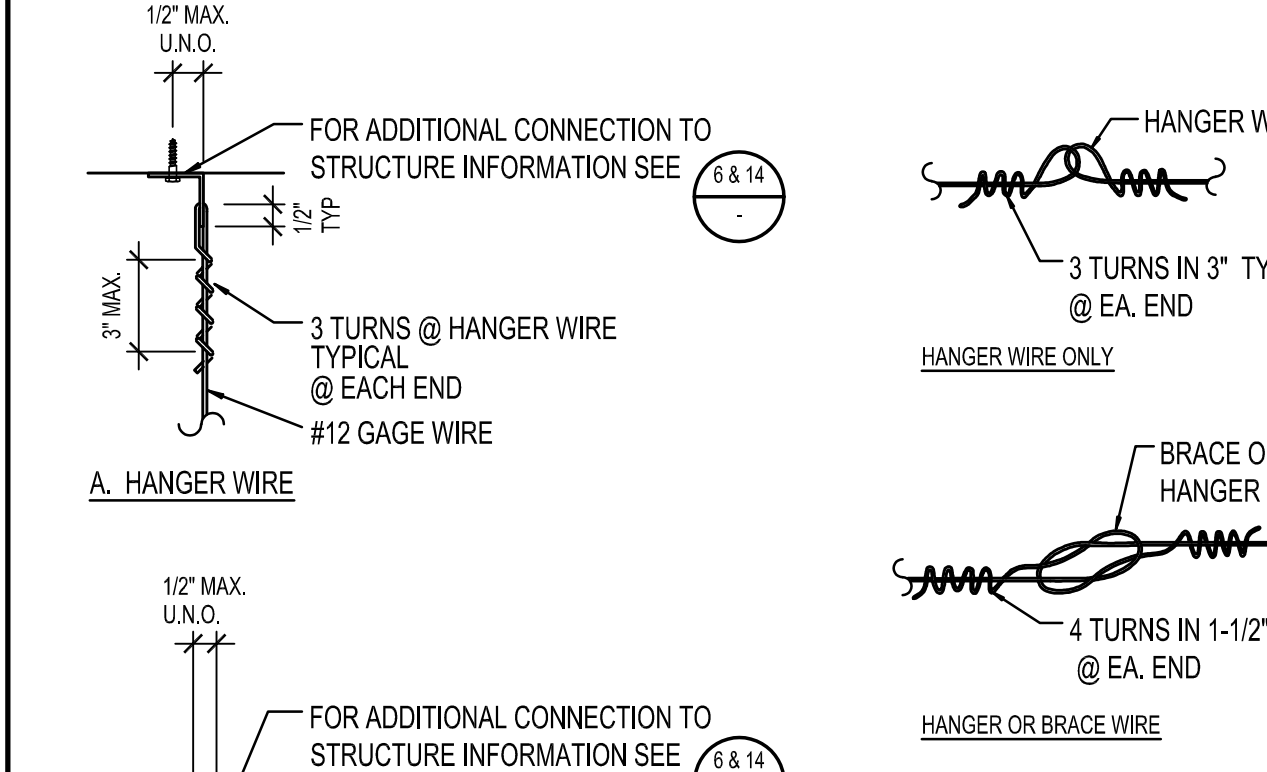 1/2" MAX.
U.N.O.
FOR ADDITIONAL CONNECTION TO
STRUCTURE INFORMATION SEE
6 & 14
-
1/2"
TYP
3" MAX.
3 TURNS @ HANGER WIRE
TYPICAL
@ EACH END
#12 GAGE WIRE
A. HANGER WIRE
HANGER
3 TURNS IN 3"
@ EA. END
HANGER WIRE ONLY
BRACE
HANGER
4 TURNS IN 1-1/2"
@ EA. END
HANGER OR BRACE WIRE
1/2" MAX.
U.N.O.
FOR ADDITIONAL CONNECTION TO
STRUCTURE INFORMATION SEE
6 & 14